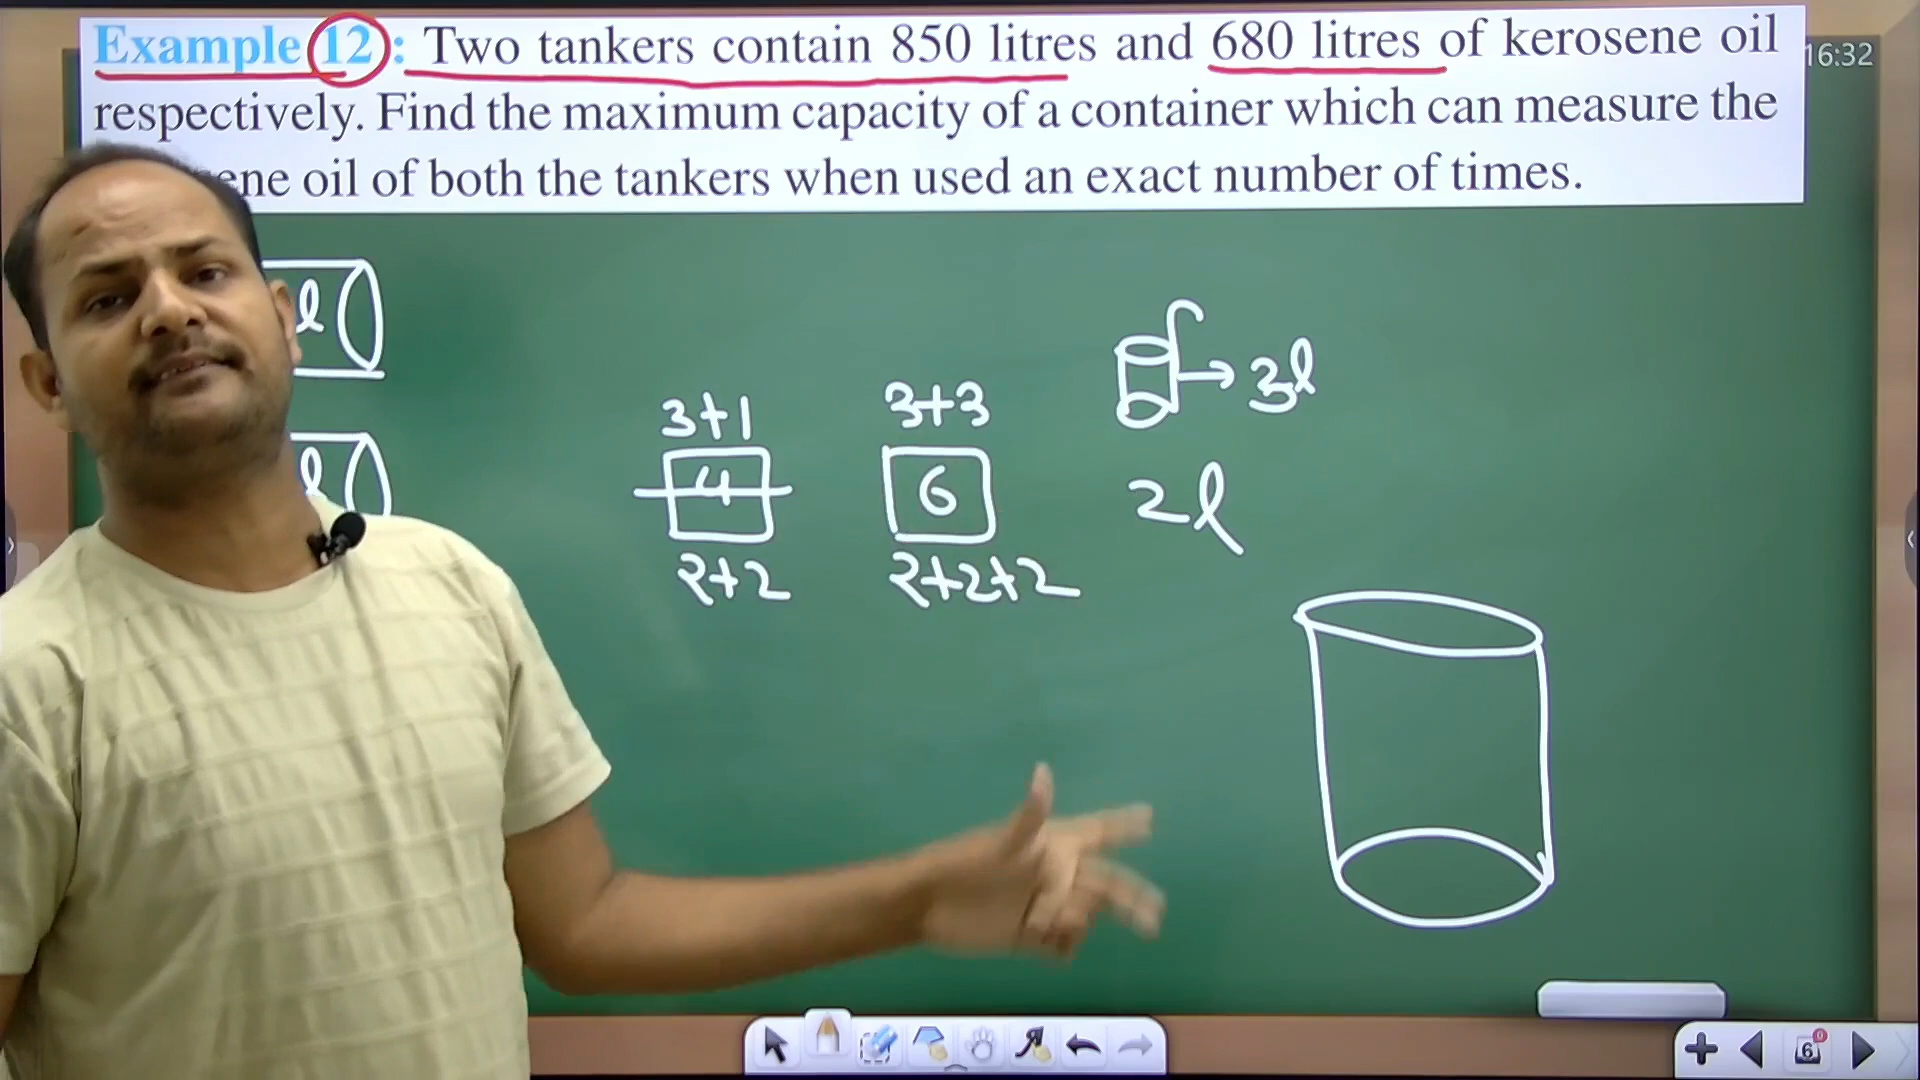 Example 12: Two tankers contain 850 litres and 680 litres of kerosene oil
respectively. Find the maximum capacity of a container which can measure the
ene oil of both the tankers when used an exact number of times.
16:32
l
l
3+1
4
2+2
3+3
6
2+2+2
3l
2l
6
0